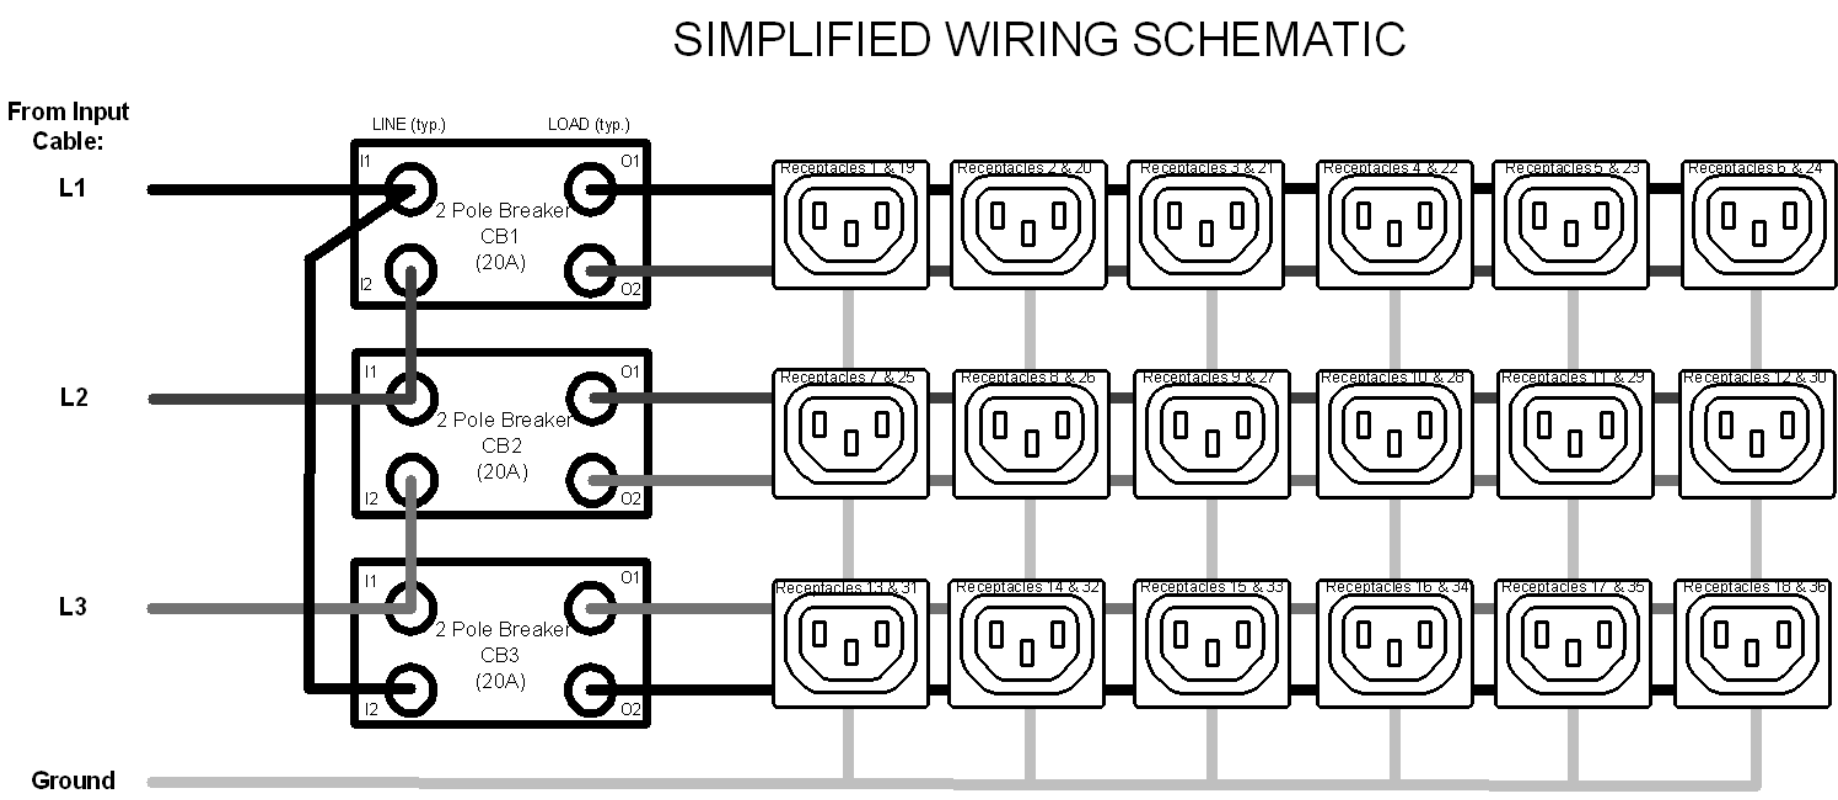 SIMPLIFIED WIRING SCHEMATIC
From Input
Cable:
LINE (typ.)
LOAD (typ.)
L1
I1
O1
2 Pole Breaker
CB1
(20A)
I2
O2
Receptacles 1 & 19
Receptacles 2 & 20
Receptacles 3 & 21
Receptacles 4 & 22
Receptacles 5 & 23
Receptacles 6 & 24
L2
I1
O1
2 Pole Breaker
CB2
(20A)
I2
O2
Receptacles 7 & 25
Receptacles 8 & 26
Receptacles 9 & 27
Receptacles 10 & 28
Receptacles 11 & 29
Receptacles 12 & 30
L3
I1
O1
2 Pole Breaker
CB3
(20A)
I2
O2
Receptacles 13 & 31
Receptacles 14 & 32
Receptacles 15 & 33
Receptacles 16 & 34
Receptacles 17 & 35
Receptacles 18 & 36
Ground